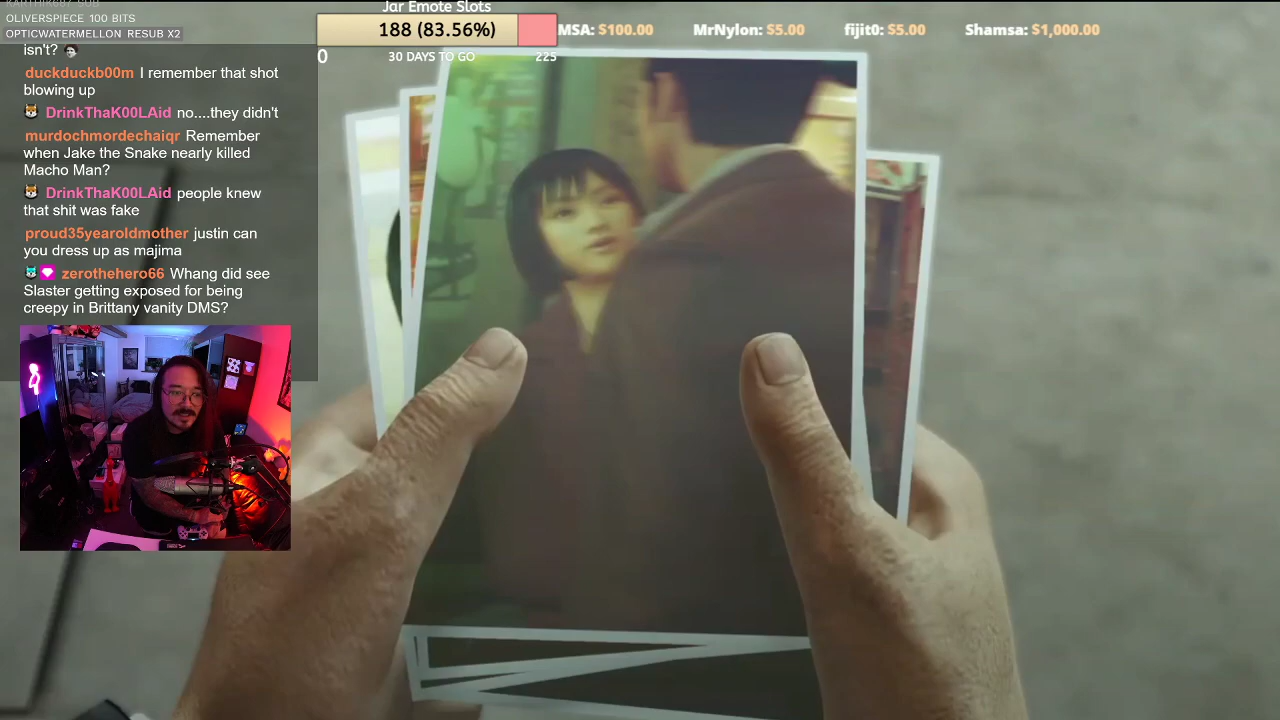 OLIVERSPIECE 100 BITS
OPTICWATERMELLON RESUB X2
isn't?
duckduckb00m I remember that shot
blowing up
DrinkThaK00LAid no....they didn't
murdochmordechaiqr Remember
when Jake the Snake nearly killed
Macho Man?
DrinkThaK00LAid people knew
that shit was fake
proud35yearoldmother justin can
you dress up as majima
zerothehero66 Whang did see
Slaster getting exposed for being
creepy in Brittany vanity DMS?
Jar Emote Slots
188 (83.56%)
0 30 DAYS TO GO 225
MSA: $100.00 MrNylon: $5.00 fijit0: $5.00 Shamsa: $1,000.00